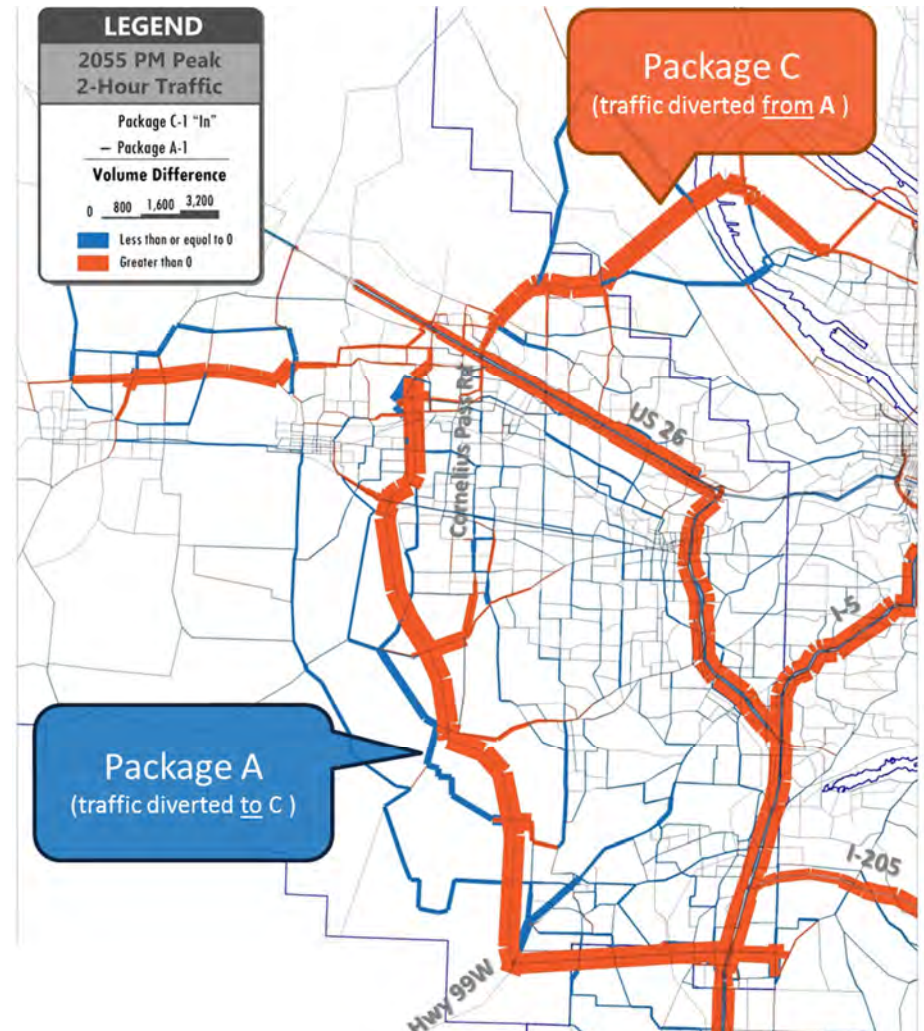 LEGEND
2055 PM Peak
2-Hour Traffic
Package C-1 "In"
— Package A-1
Volume Difference
0 800 1,600 3,200
Less than or equal to 0
Greater than 0
Package C
(traffic diverted from A )
Cornelius Pass Rd
US 26
I-5
Package A
(traffic diverted to C )
I-205
Hwy 99W